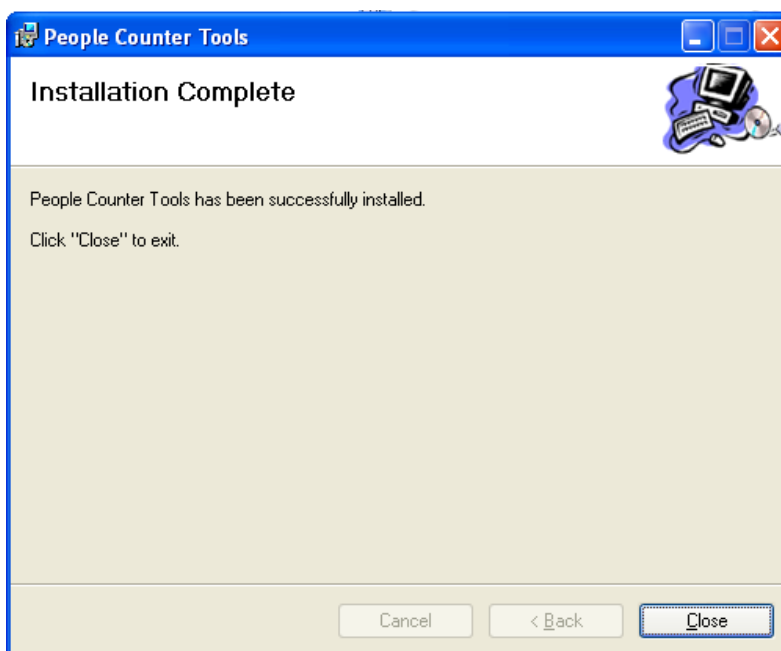 People Counter Tools
Installation Complete
People Counter Tools has been successfully installed.
Click "Close" to exit.
Cancel
< Back
Close